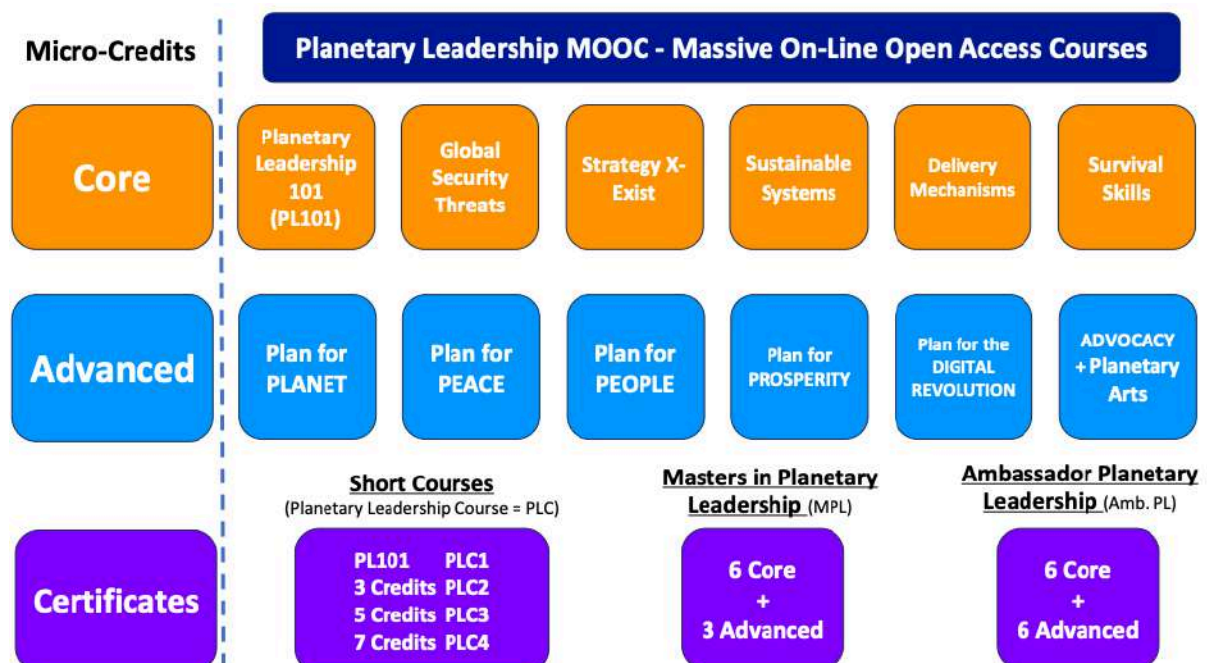 Micro-Credits
Planetary Leadership MOOC - Massive On-Line Open Access Courses
Core
Planetary
Leadership
101
(PL101)
Global
Security
Threats
Strategy X-
Exist
Sustainable
Systems
Delivery
Mechanisms
Survival
Skills
Advanced
Plan for
PLANET
Plan for
PEACE
Plan for
PEOPLE
Plan for
PROSPERITY
Plan for the
DIGITAL
REVOLUTION
ADVOCACY
+ Planetary
Arts
Certificates
Short Courses
(Planetary Leadership Course = PLC)
PL101 PLC1
3 Credits PLC2
5 Credits PLC3
7 Credits PLC4
Masters in Planetary
Leadership (MPL)
6 Core
+
3 Advanced
Ambassador Planetary
Leadership (Amb. PL)
6 Core
+
6 Advanced